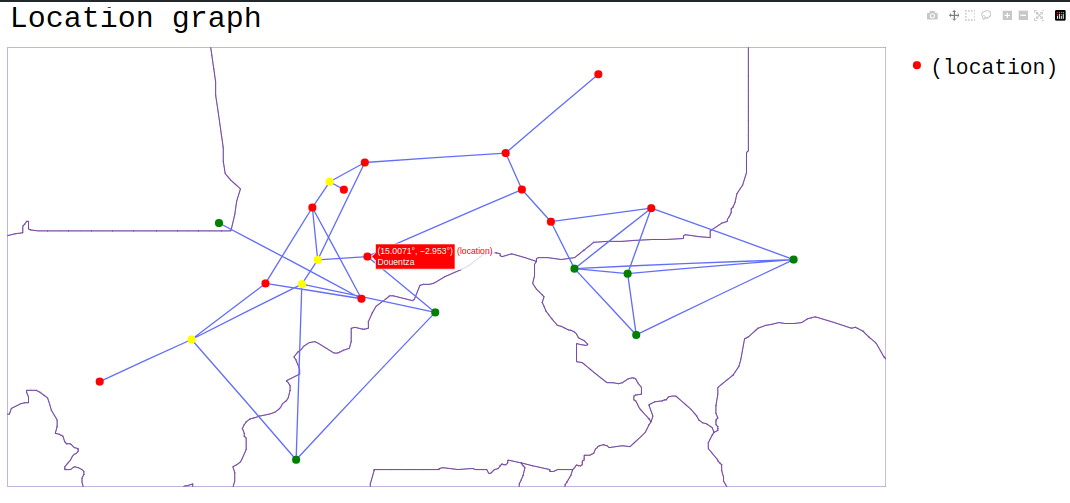 Location graph
(location)
(15.0071°, −2.953°) (location)
Douentza